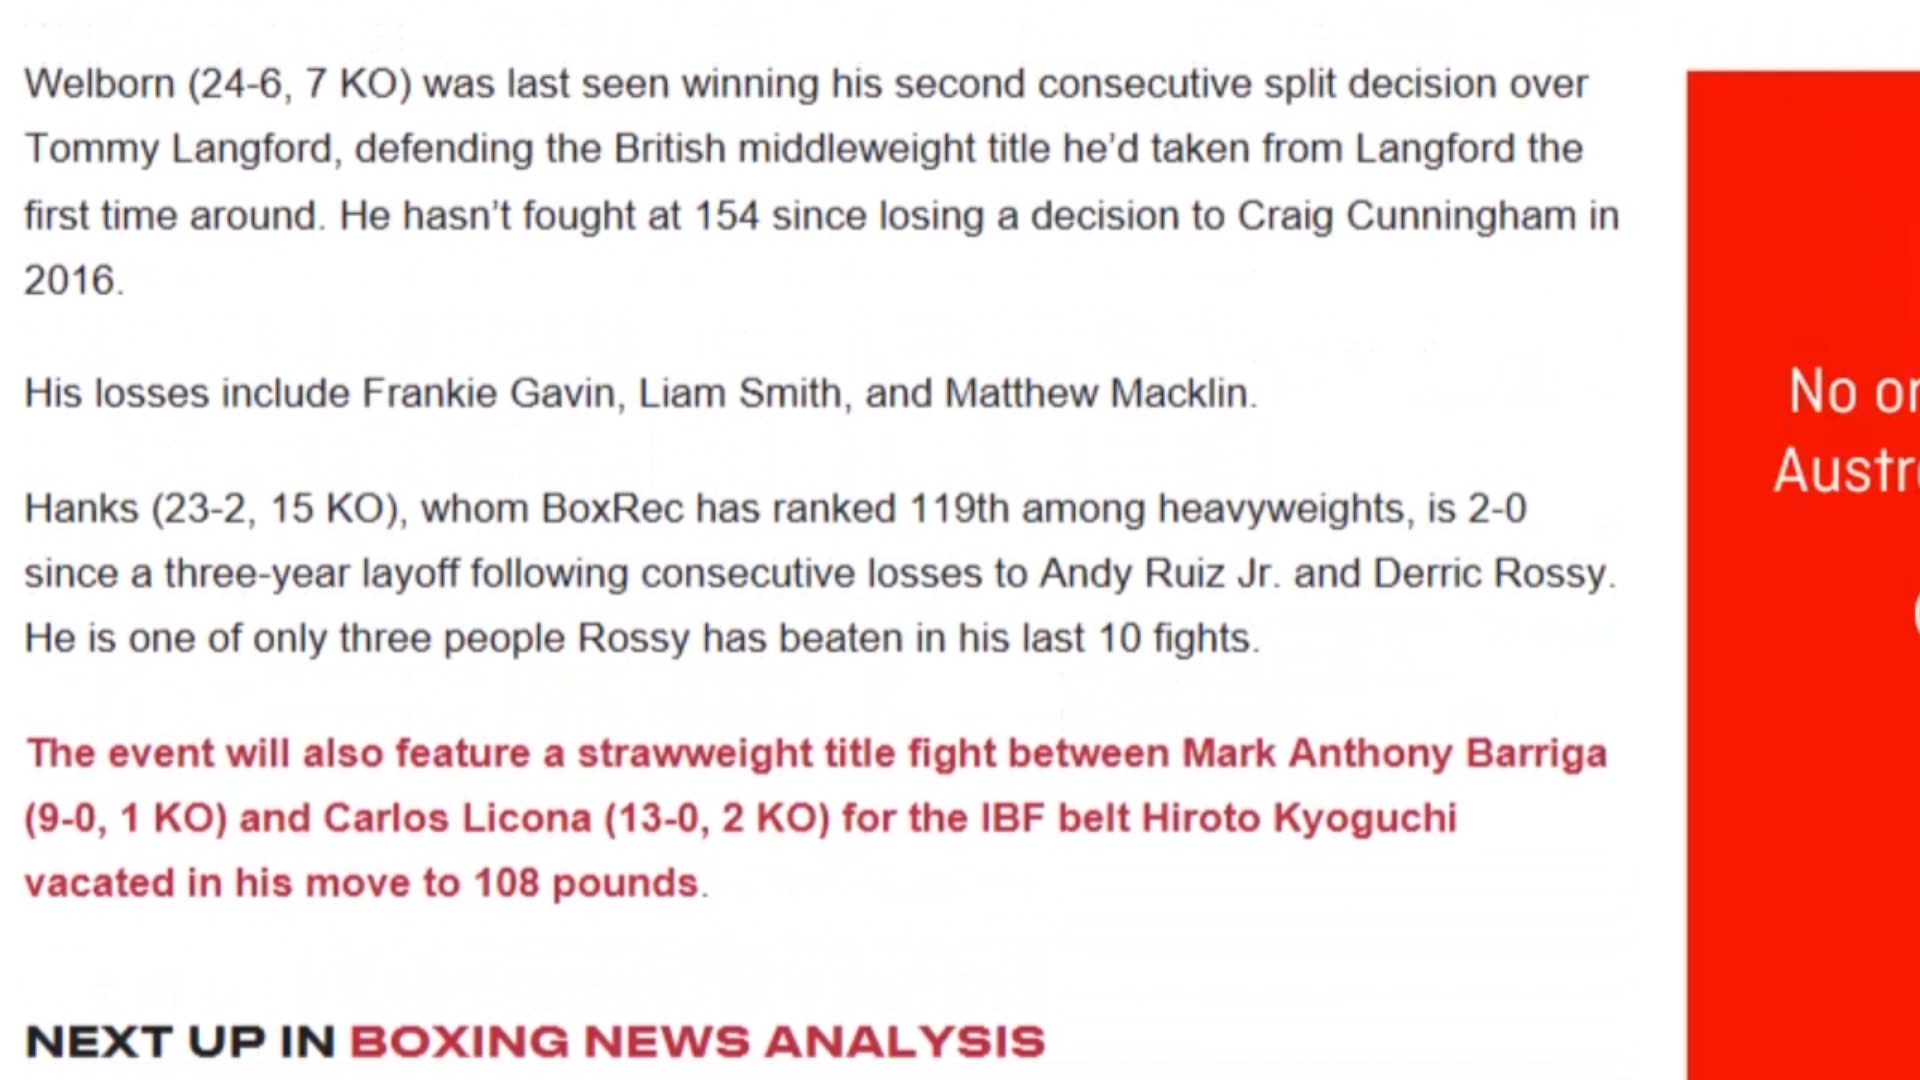 Welborn (24-6, 7 KO) was last seen winning his second consecutive split decision over
Tommy Langford, defending the British middleweight title he’d taken from Langford the
first time around. He hasn’t fought at 154 since losing a decision to Craig Cunningham in
2016.
His losses include Frankie Gavin, Liam Smith, and Matthew Macklin.
Hanks (23-2, 15 KO), whom BoxRec has ranked 119th among heavyweights, is 2-0
since a three-year layoff following consecutive losses to Andy Ruiz Jr. and Derric Rossy.
He is one of only three people Rossy has beaten in his last 10 fights.
The event will also feature a strawweight title fight between Mark Anthony Barriga
(9-0, 1 KO) and Carlos Licona (13-0, 2 KO) for the IBF belt Hiroto Kyoguchi
vacated in his move to 108 pounds.
NEXT UP IN BOXING NEWS ANALYSIS
No